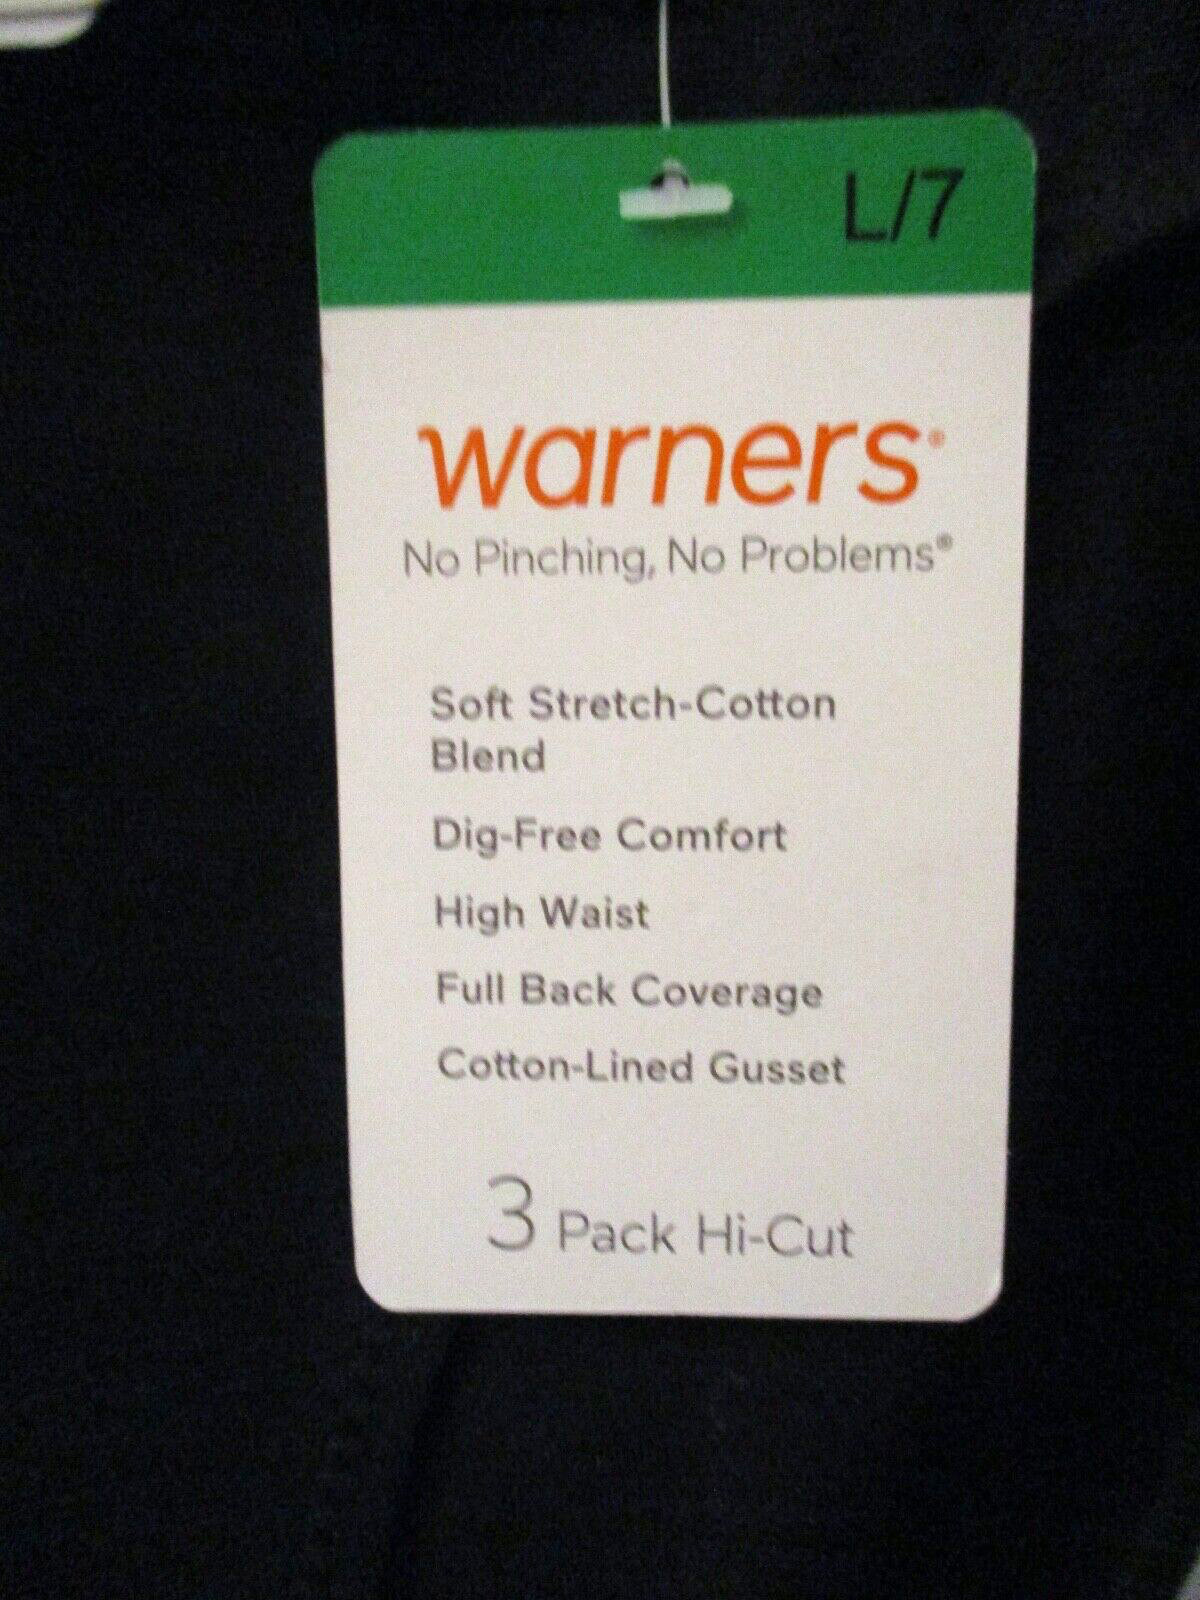 L/7
warners®
No Pinching, No Problems®
Soft Stretch-Cotton
Blend
Dig-Free Comfort
High Waist
Full Back Coverage
Cotton-Lined Gusset
3 Pack Hi-Cut